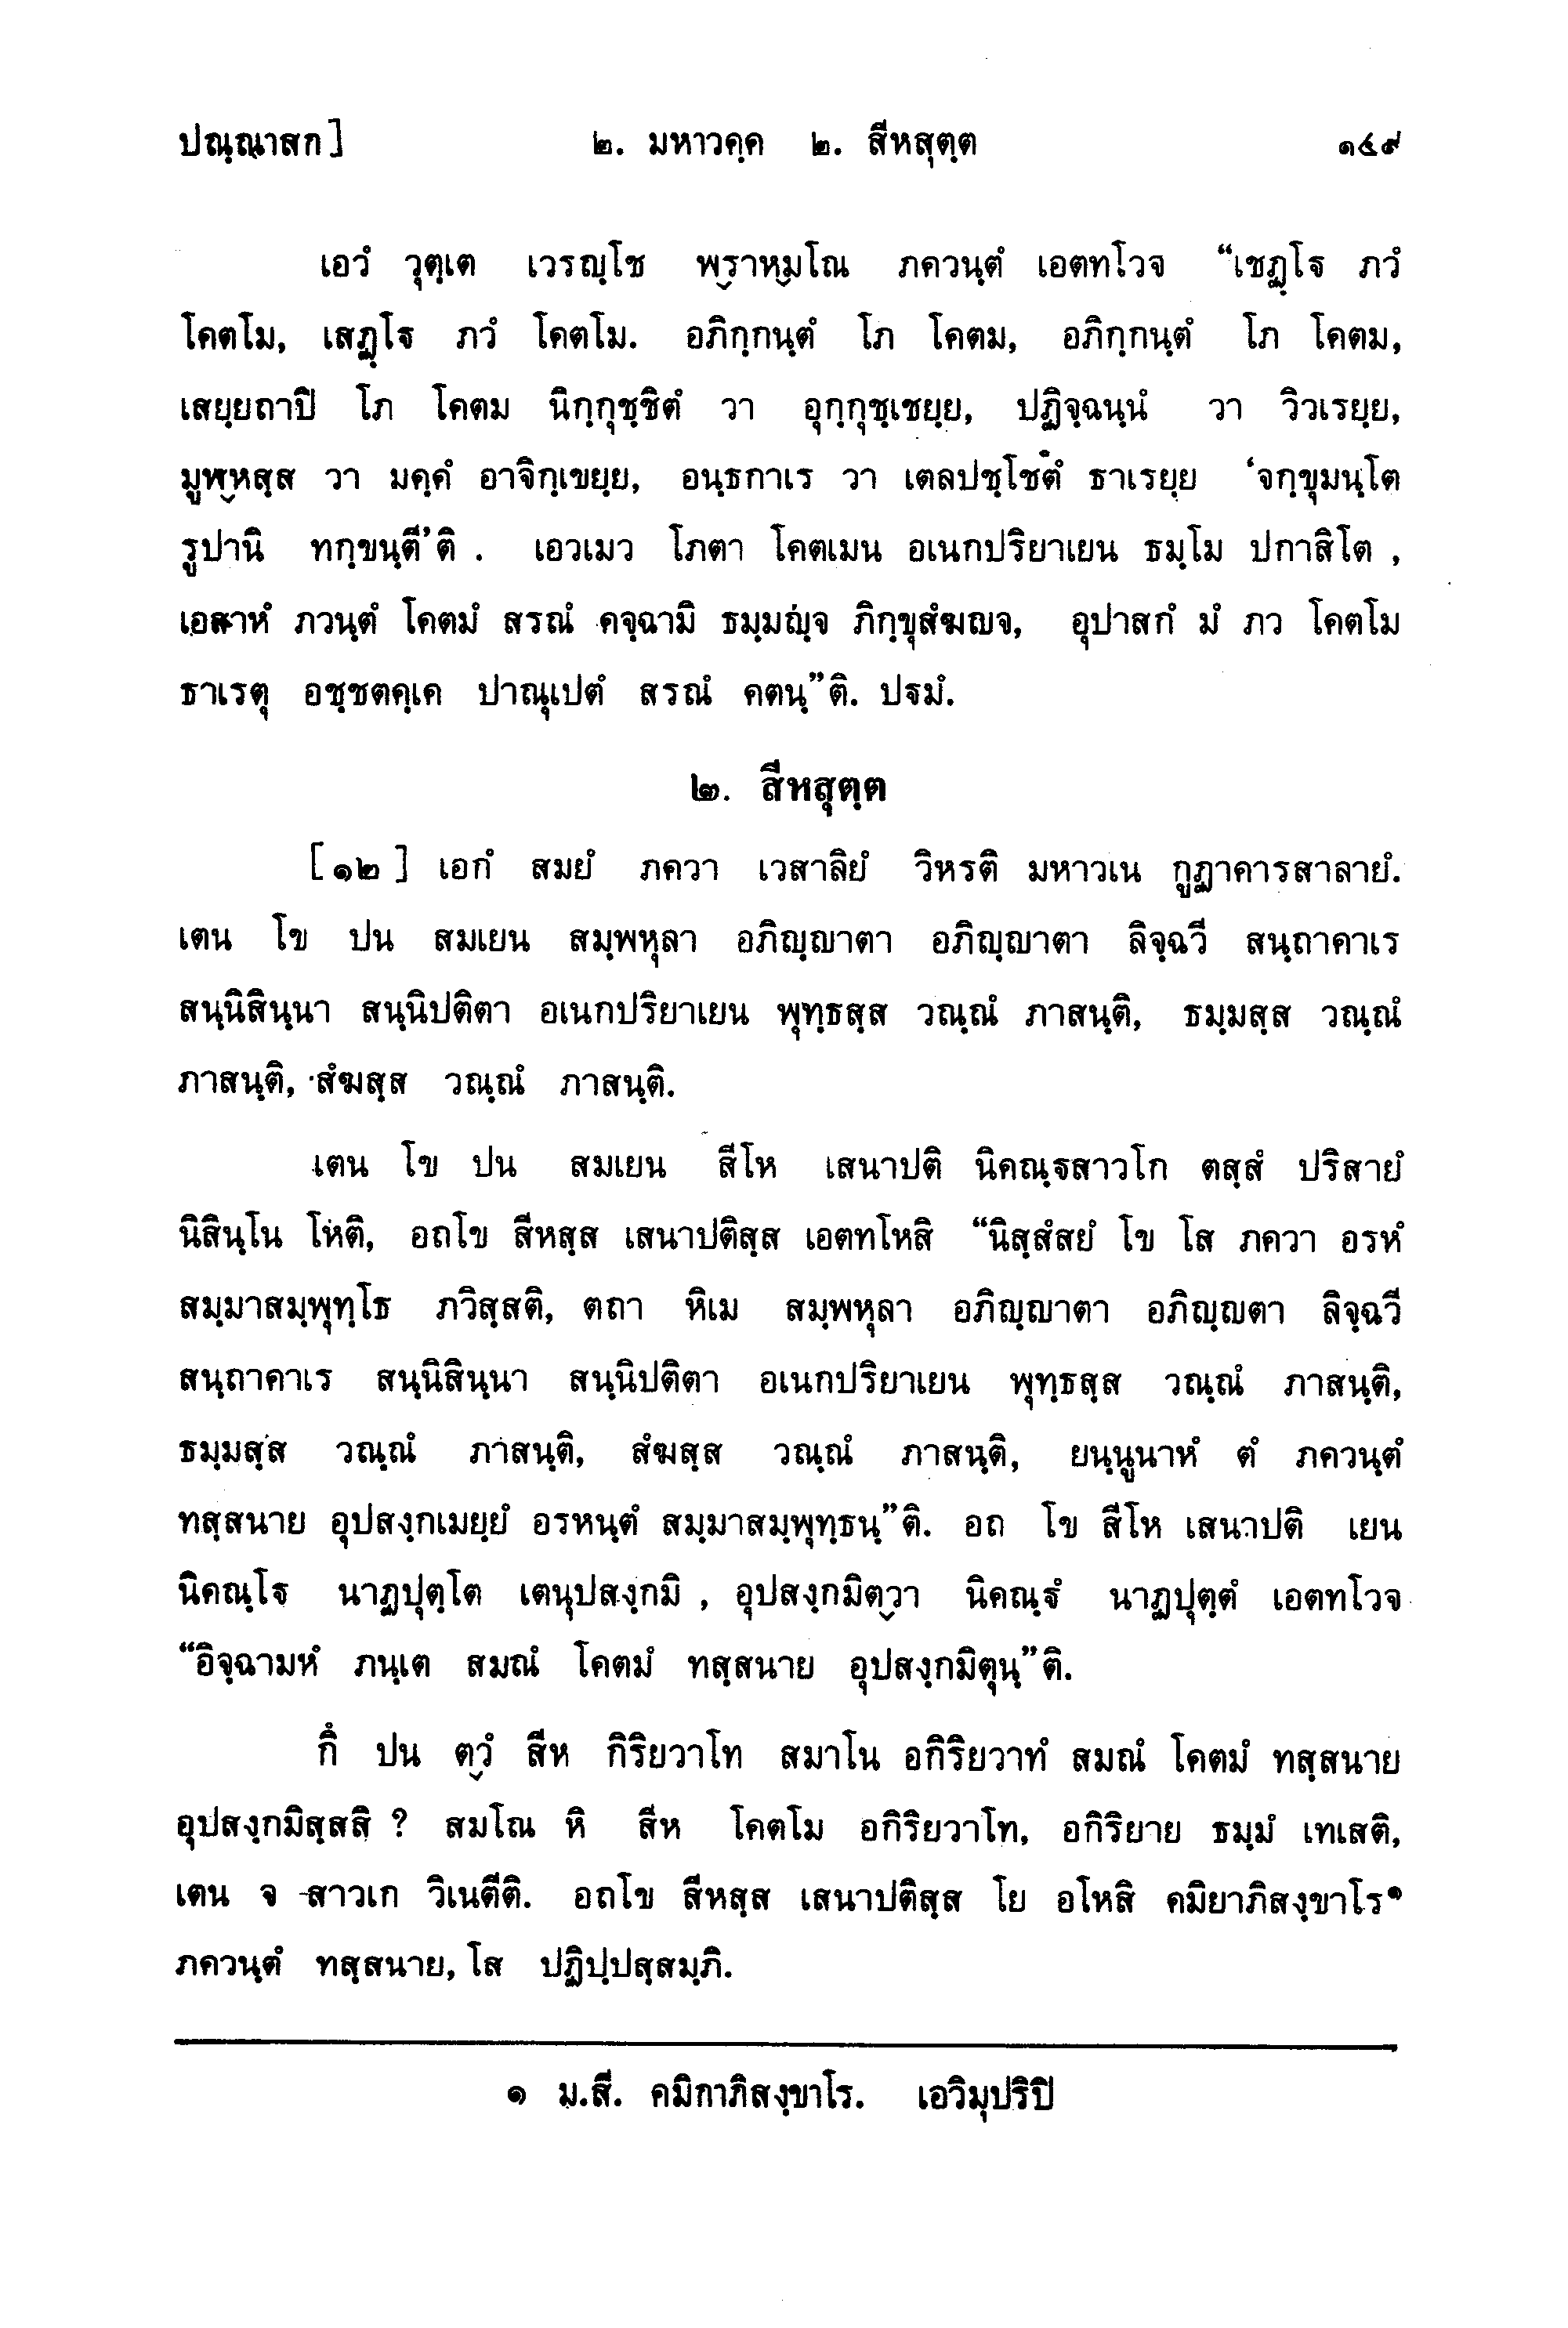 ปณฺณาสก]   ๒. มหาวคฺค ๒. สีหสุตฺต   ๑๔๙
เอวํ วุตฺเต เวรญฺโช พฺราหฺมโณ ภควนฺตํ เอตทโวจ “เชฏฺโฐ ภวํ
โคตโม, เสฏฺโฐ ภวํ โคตโม. อภิกฺกนฺตํ โภ โคตม, อภิกฺกนฺตํ โภ โคตม,
เสยฺยถาปิ โภ โคตม นิกฺกุชฺชิตํ วา อุกฺกุชฺเชยฺย, ปฏิจฺฉนฺนํ วา วิวเรยฺย,
มูฬฺหสฺส วา มคฺคํ อาจิกฺเขยฺย, อนฺธกาเร วา เตลปชฺโชตํ ธาเรยฺย ‘จกฺขุมนฺโต
รูปานิ ทกฺขนฺตี’ติ . เอวเมว โภตา โคตเมน อเนกปริยาเยน ธมฺโม ปกาสิโต ,
เอสาหํ ภวนฺตํ โคตมํ สรณํ คจฺฉามิ ธมฺมญฺจ ภิกฺขุสํฆญจ, อุปาสกํ มํ ภว โคตโม
ธาเรตุ อชฺชตคฺเค ปาณุเปตํ สรณํ คตนฺ”ติ. ปฐมํ.
๒. สีหสุตฺต
[๑๒] เอกํ สมยํ ภควา เวสาลิยํ วิหรติ มหาวเน กูฏาคารสาลายํ.
เตน โข ปน สมเยน สมฺพหุลา อภิญฺญาตา อภิญฺญาตา ลิจฺฉวี สนฺถาคาเร
สนฺนิสินฺนา สนฺนิปติตา อเนกปริยาเยน พุทฺธสฺส วณฺณํ ภาสนฺติ, ธมฺมสฺส วณฺณํ
ภาสนฺติ, สํฆสฺส วณฺณํ ภาสนฺติ.
เตน โข ปน สมเยน สีโห เสนาปติ นิคณฺฐสาวโก ตสฺสํ ปริสายํ
นิสินฺโน โหติ, อถโข สีหสฺส เสนาปติสฺส เอตทโหสิ “นิสฺสํสยํ โข โส ภควา อรหํ
สมฺมาสมฺพุทฺโธ ภวิสฺสติ, ตถา หิเม สมฺพหุลา อภิญฺญาตา อภิญฺญตา ลิจฺฉวี
สนฺถาคาเร สนฺนิสินฺนา สนฺนิปติตา อเนกปริยาเยน พุทฺธสฺส วณฺณํ ภาสนฺติ,
ธมฺมสฺส วณฺณํ ภาสนฺติ, สํฆสฺส วณฺณํ ภาสนฺติ, ยนฺนูนาหํ ตํ ภควนฺตํ
ทสฺสนาย อุปสงฺกเมยฺยํ อรหนฺตํ สมฺมาสมฺพุทฺธนฺ”ติ. อถ โข สีโห เสนาปติ เยน
นิคณฺโฐ นาฏปุตฺโต เตนุปสงฺกมิ , อุปสงฺกมิตฺวา นิคณฺฐํ นาฏปุตฺตํ เอตทโวจ
“อิจฺฉามหํ ภนฺเต สมณํ โคตมํ ทสฺสนาย อุปสงฺกมิตุนฺ”ติ.
กึ ปน ตฺวํ สีห กิริยวาโท สมาโน อกิริยวาทํ สมณํ โคตมํ ทสฺสนาย
อุปสงฺกมิสฺสสิ ? สมโณ หิ สีห โคตโม อกิริยวาโท, อกิริยาย ธมฺมํ เทเสติ,
เตน จ สาวเก วิเนตีติ. อถโข สีหสฺส เสนาปติสฺส โย อโหสิ คมิยาภิสงฺขาโร๑
ภควนฺตํ ทสฺสนาย, โส ปฏิปฺปสฺสมฺภิ.
๑ ม.สี. คมิกาภิสงฺขาโร. เอวิมุปริปิ